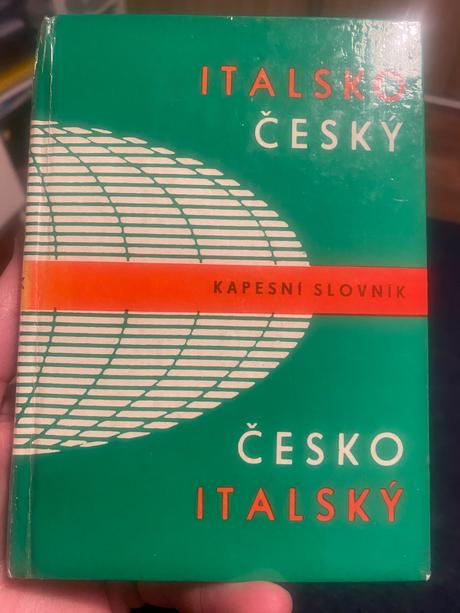 ITALSKO
ČESKÝ
KAPESNÍ SLOVNÍK
ČESKO
ITALSKÝ